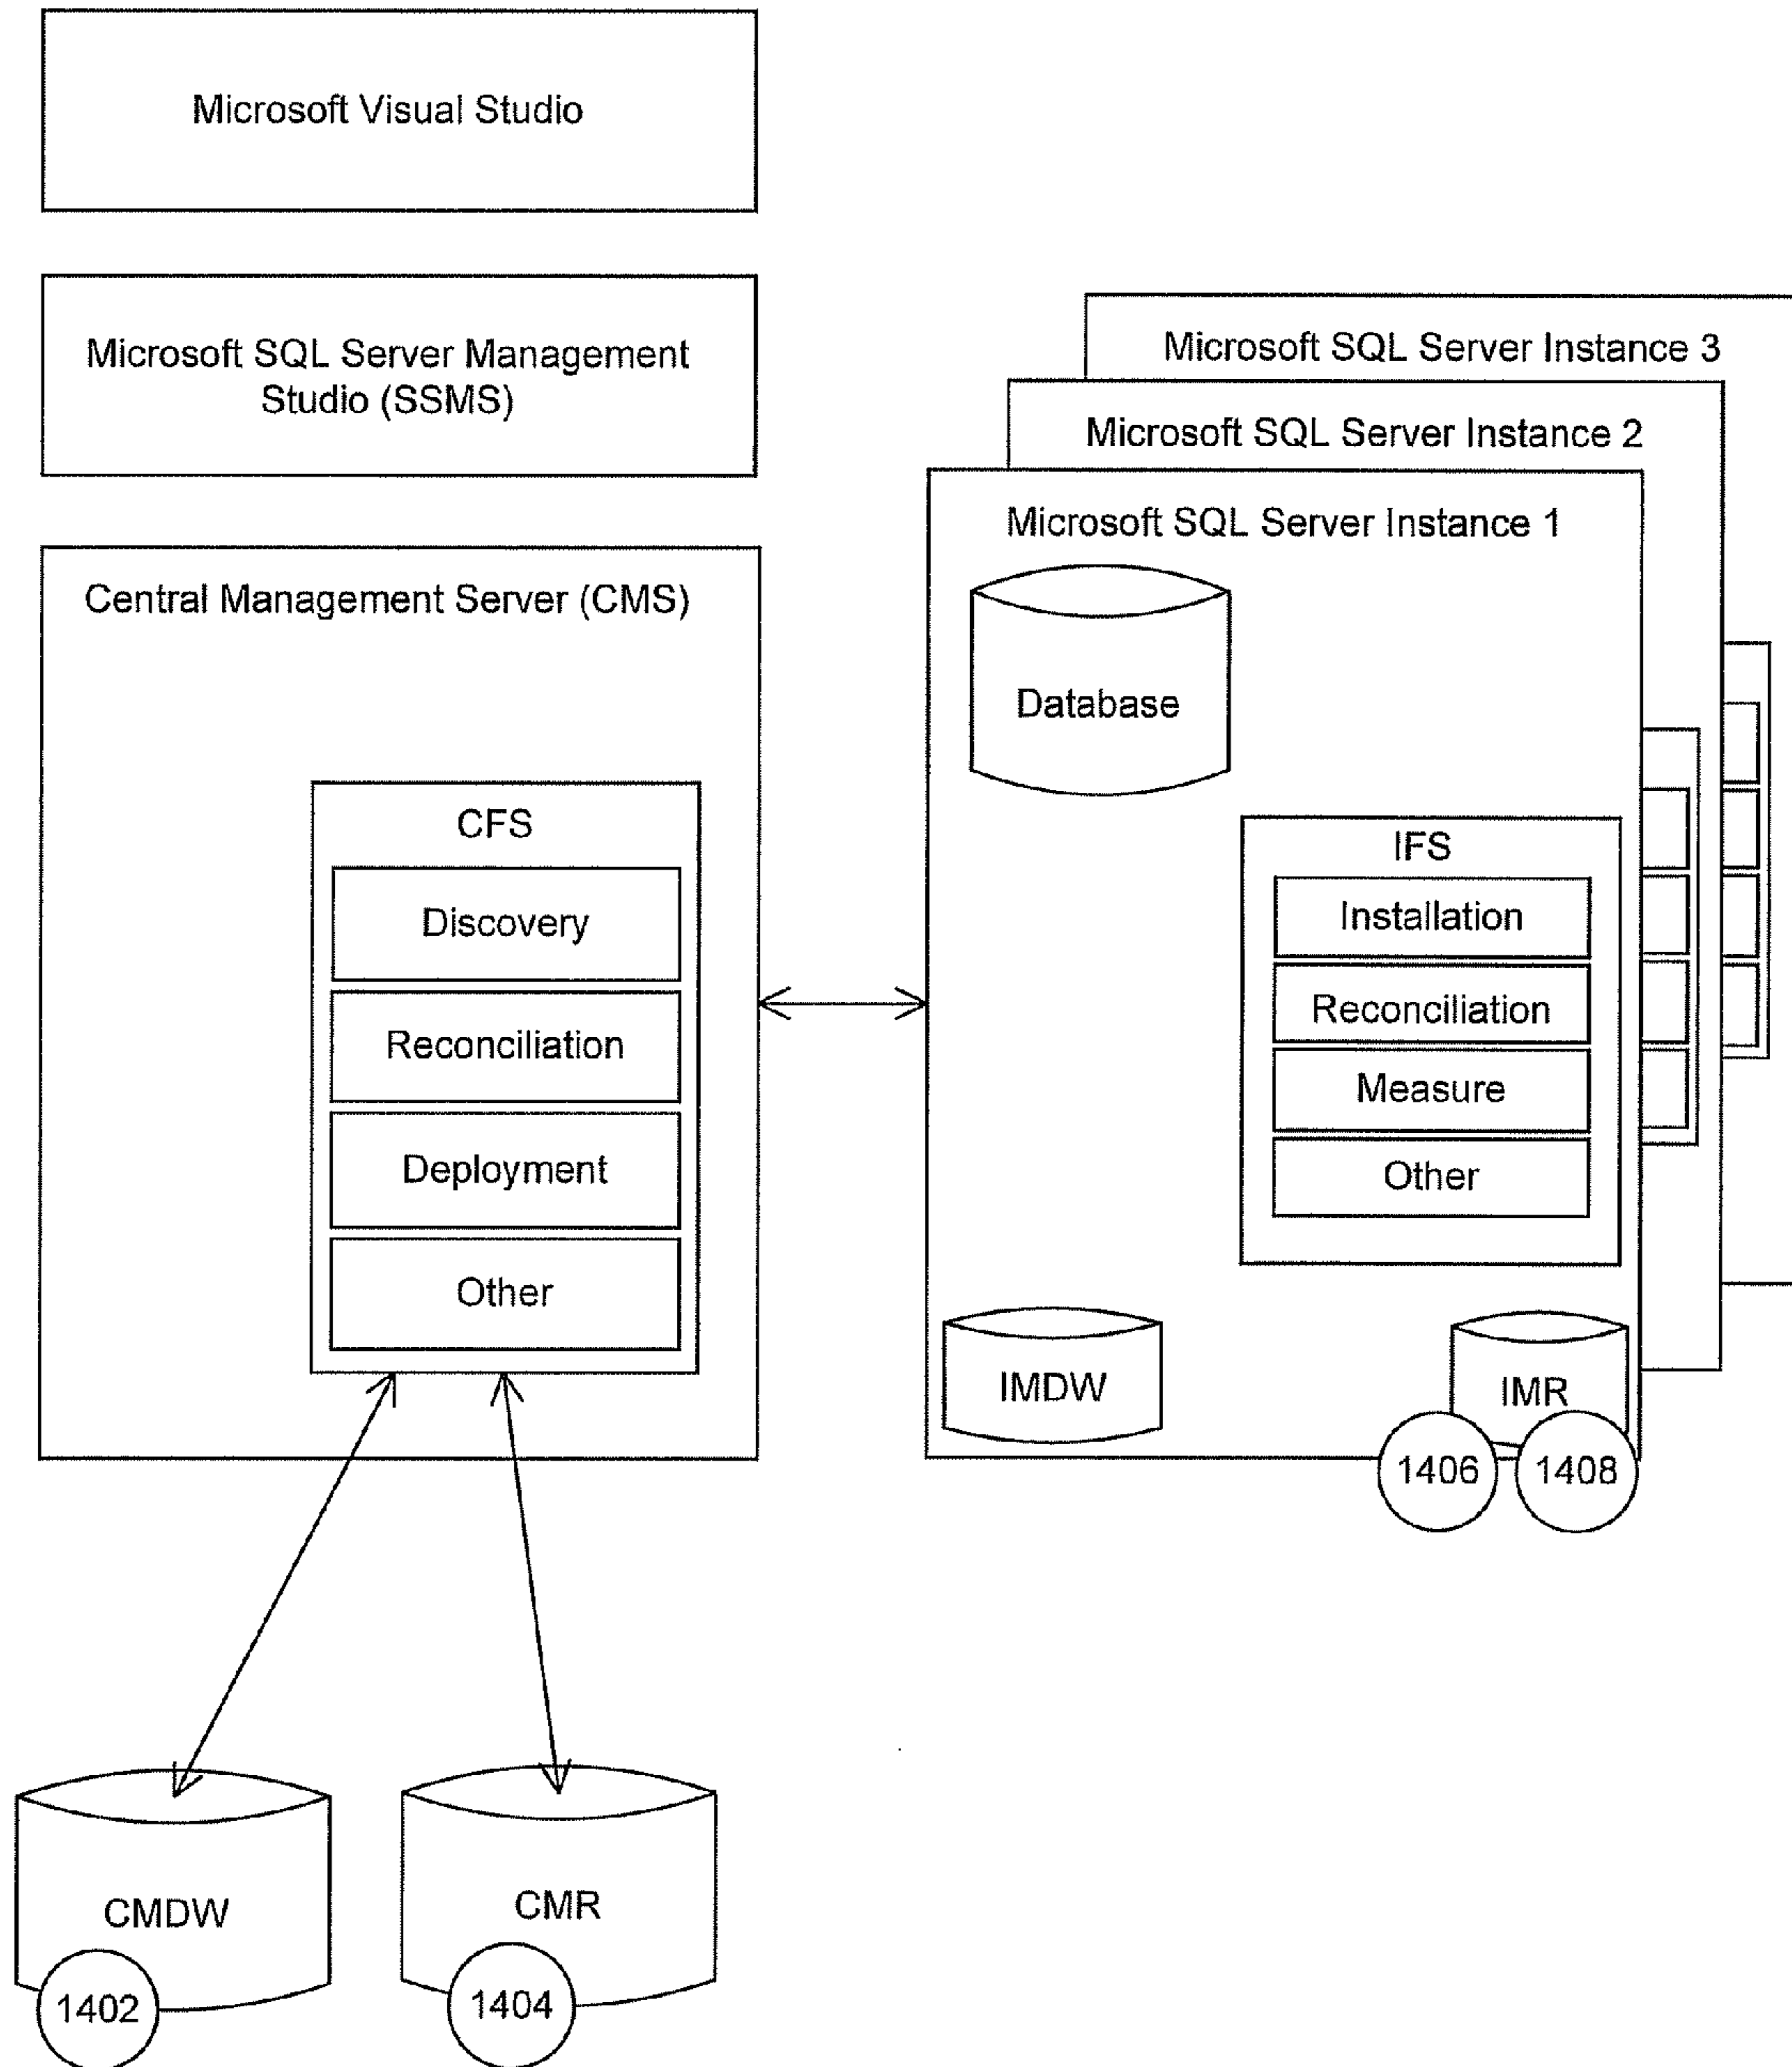 Microsoft Visual Studio
Microsoft SQL Server Management
Studio (SSMS)
Central Management Server (CMS)
CFS
Discovery
Reconciliation
Deployment
Other
Microsoft SQL Server Instance 3
Microsoft SQL Server Instance 2
Microsoft SQL Server Instance 1
Database
IFS
Installation
Reconciliation
Measure
Other
IMDW
IMR
1406
1408
CMDW
CMR
1402
1404